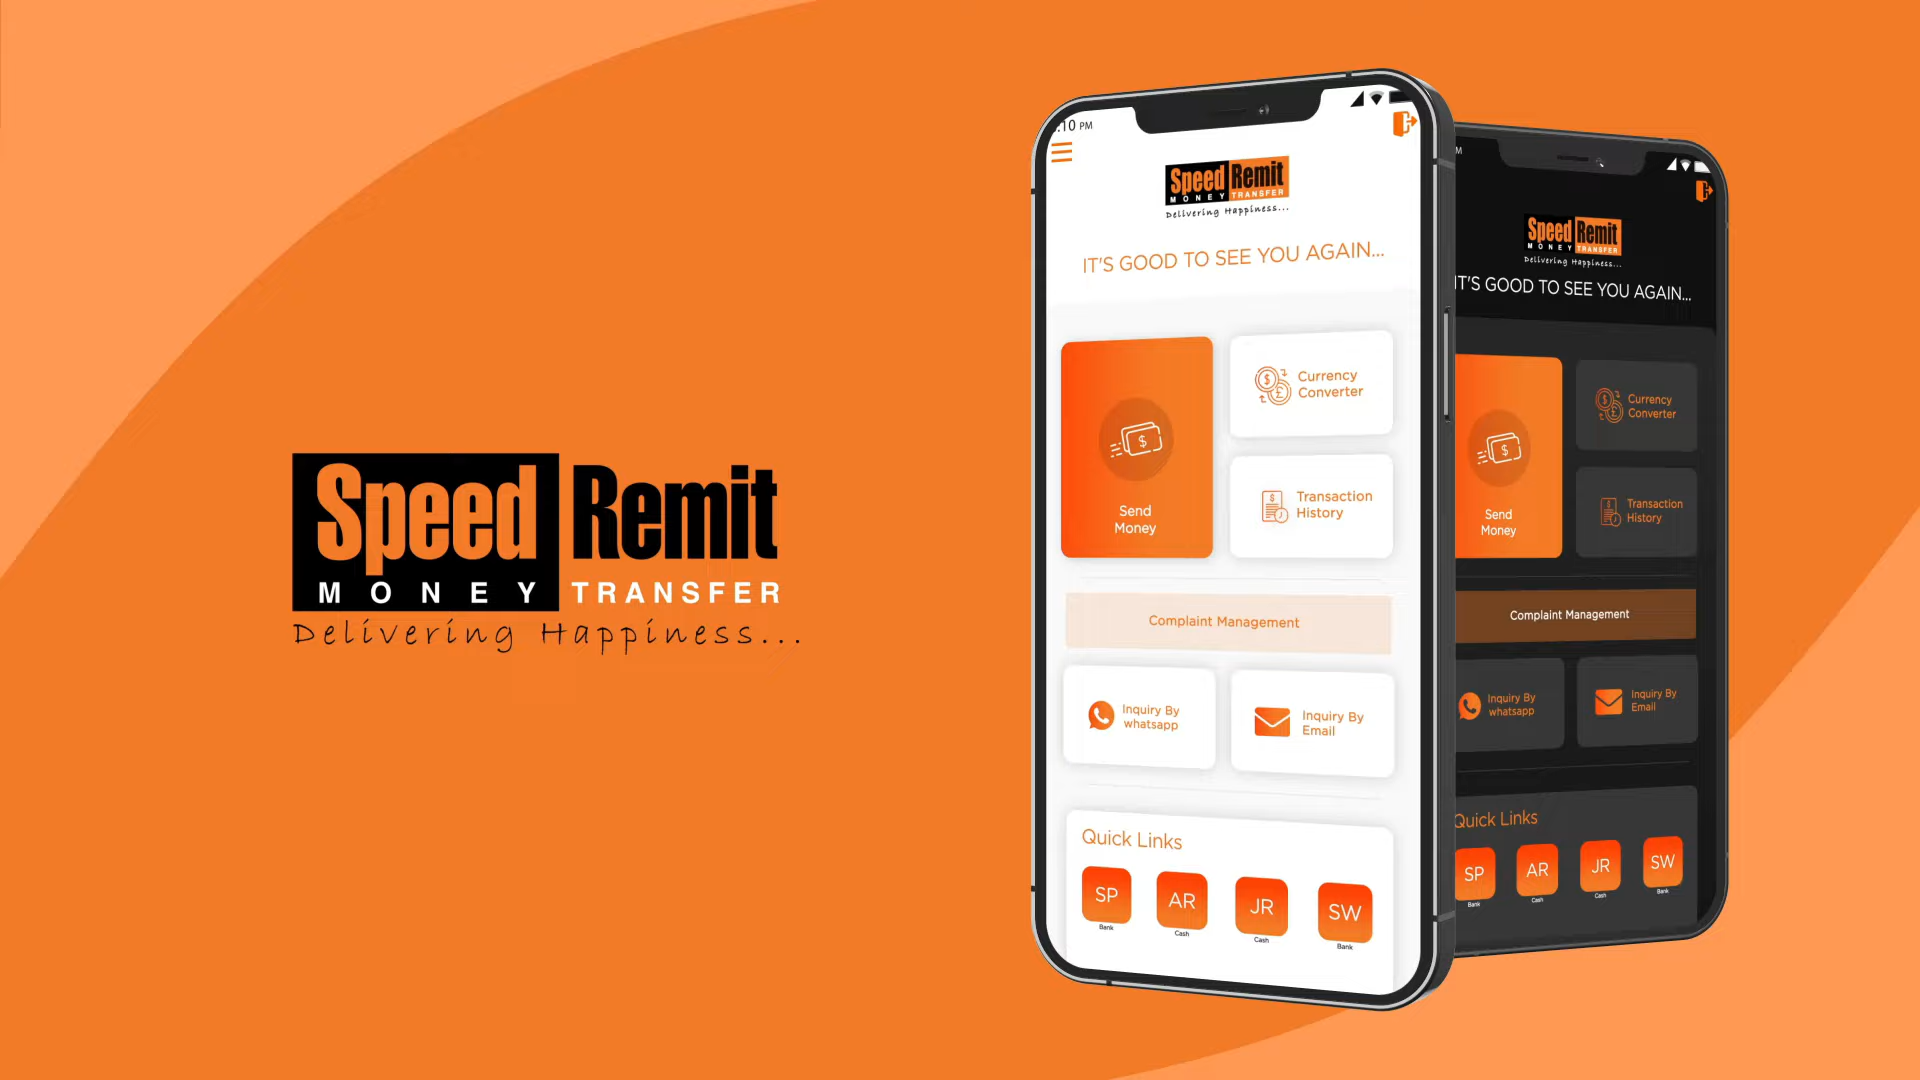 Speed Remit
MONEY TRANSFER
Delivering Happiness...
:10 PM
Speed Remit
MONEY TRANSFER
Delivering Happiness...
IT'S GOOD TO SEE YOU AGAIN...
Send
Money
Currency
Converter
Transaction
History
Complaint Management
Inquiry By
whatsapp
Inquiry By
Email
Quick Links
SP
Bank
AR
Cash
JR
Cash
SW
Bank
M
Speed Remit
MONEY TRANSFER
Delivering Happiness...
IT'S GOOD TO SEE YOU AGAIN...
Send
Money
Currency
Converter
Transaction
History
Complaint Management
Inquiry By
whatsapp
Inquiry By
Email
Quick Links
SP
Bank
AR
Cash
JR
Cash
SW
Bank